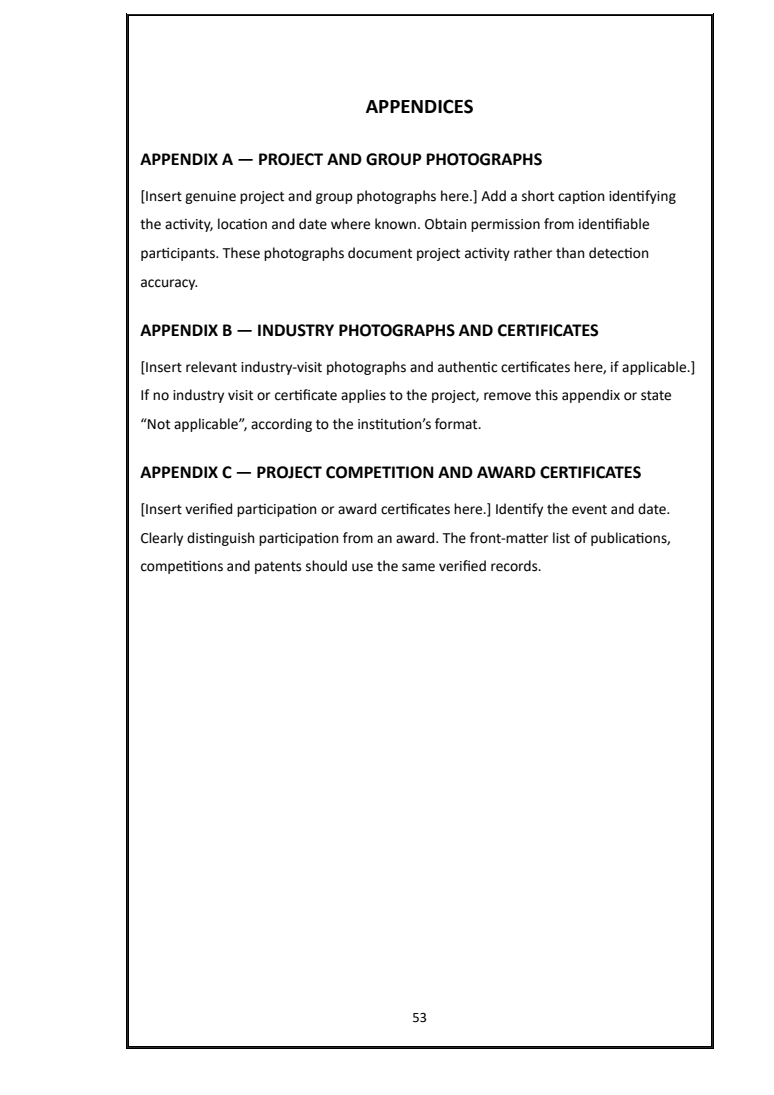 APPENDICES
APPENDIX A — PROJECT AND GROUP PHOTOGRAPHS
[Insert genuine project and group photographs here.] Add a short caption identifying
the activity, location and date where known. Obtain permission from identifiable
participants. These photographs document project activity rather than detection
accuracy.
APPENDIX B — INDUSTRY PHOTOGRAPHS AND CERTIFICATES
[Insert relevant industry-visit photographs and authentic certificates here, if applicable.]
If no industry visit or certificate applies to the project, remove this appendix or state
“Not applicable”, according to the institution’s format.
APPENDIX C — PROJECT COMPETITION AND AWARD CERTIFICATES
[Insert verified participation or award certificates here.] Identify the event and date.
Clearly distinguish participation from an award. The front-matter list of publications,
competitions and patents should use the same verified records.
53